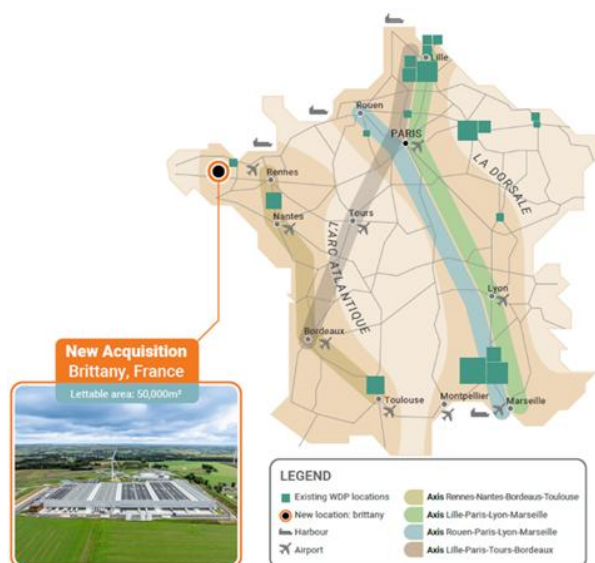 Lille
Rouen
PARIS
LA DORSALE
Rennes
Nantes
Tours
L'ARC ATLANTIQUE
Lyon
Bordeaux
New Acquisition
Brittany, France
Lettable area: 50,000m²
Toulouse
Montpellier
Marseille
LEGEND
Existing WDP locations
New location: brittany
Harbour
Airport
Axis Rennes-Nantes-Bordeaux-Toulouse
Axis Lille-Paris-Lyon-Marseille
Axis Rouen-Paris-Lyon-Marseille
Axis Lille-Paris-Tours-Bordeaux